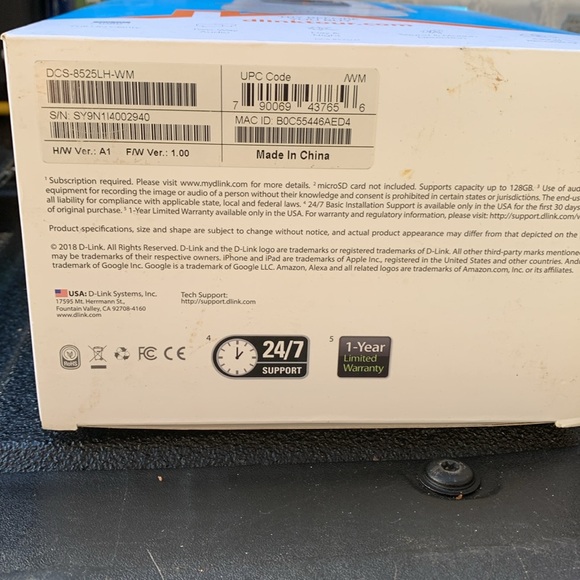 DCS-8525LH-WM
UPC Code /WM
7 90069 43765 6
S/N: SY9N1I4002940
MAC ID: B0C55446AED4
H/W Ver.: A1 F/W Ver.: 1.00
Made In China
1 Subscription required. Please visit www.mydlink.com for more details. 2 microSD card not included. Supports capacity up to 128GB. 3 Use of
equipment for recording the image or audio of a person without their knowledge and consent is prohibited in certain states or jurisdictions. The end-
all liability for compliance with applicable state, local and federal laws. 4 24/7 Basic Installation Support is available only in the USA for the first 30 days
of original purchase. 5 1-Year Limited Warranty available only in the USA. For warranty and regulatory information, please visit: http://support.dlink.com/
Product specifications, size and shape are subject to change without notice, and actual product appearance may differ from that depicted on the
© 2018 D-Link. All Rights Reserved. D-Link and the D-Link logo are trademarks or registered trademarks of D-Link. All other third-party marks mentioned
may be trademarks of their respective owners. iPhone and iPad are trademarks of Apple Inc., registered in the United States and other countries.
trademark of Google Inc. Google is a trademark of Google LLC. Amazon, Alexa and all related logos are trademarks of Amazon.com, Inc. or its affiliates.
USA: D-Link Systems, Inc.
17595 Mt. Herrmann St.,
Fountain Valley, CA 92708-4160
www.dlink.com
Tech Support:
http://support.dlink.com
RoHS
FC CE
4 24/7
SUPPORT
5 1-Year
Limited
Warranty